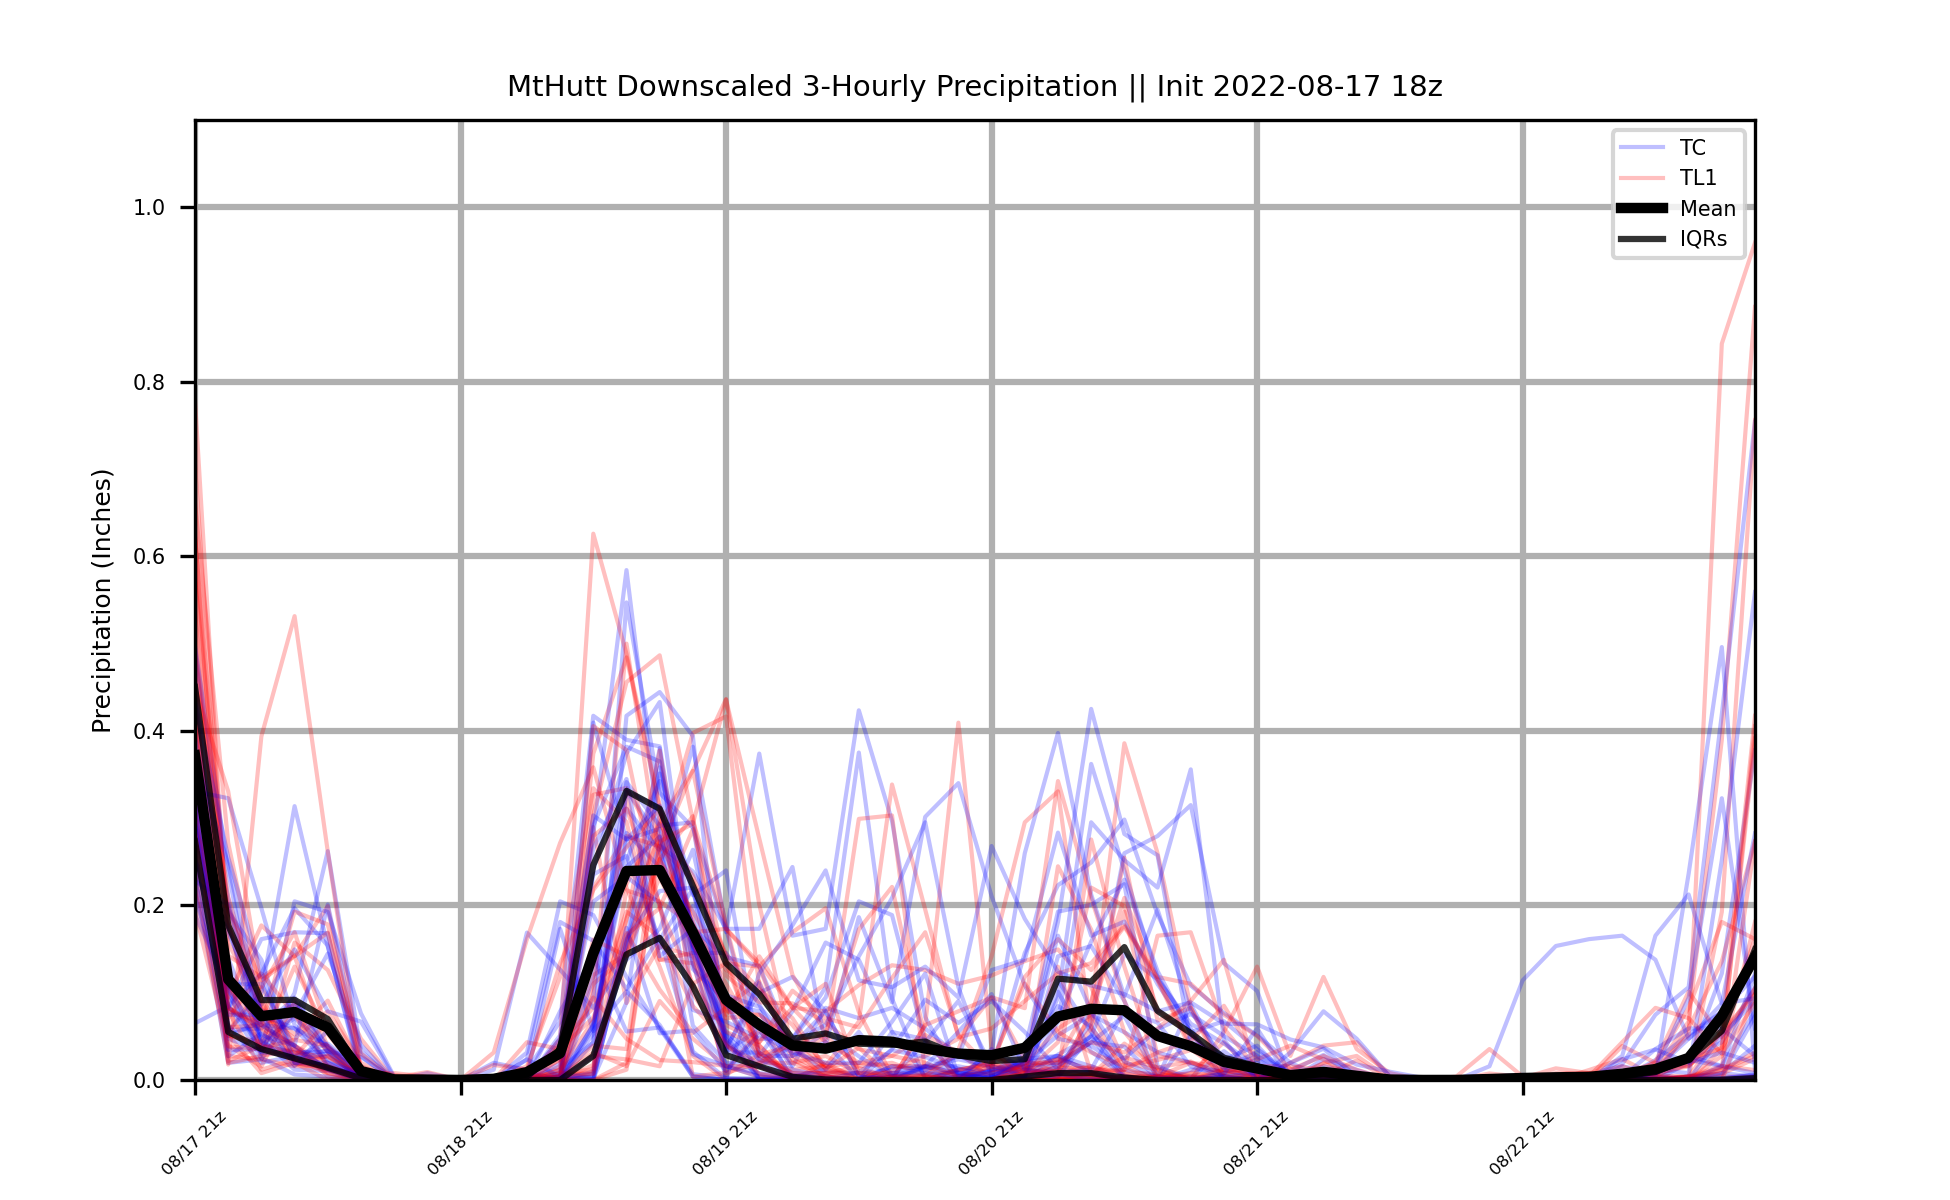 MtHutt Downscaled 3-Hourly Precipitation || Init 2022-08-17 18z
TC
TL1
Mean
IQRs
Precipitation (Inches)
1.0
0.8
0.6
0.4
0.2
0.0
08/17 21z
08/18 21z
08/19 21z
08/20 21z
08/21 21z
08/22 21z